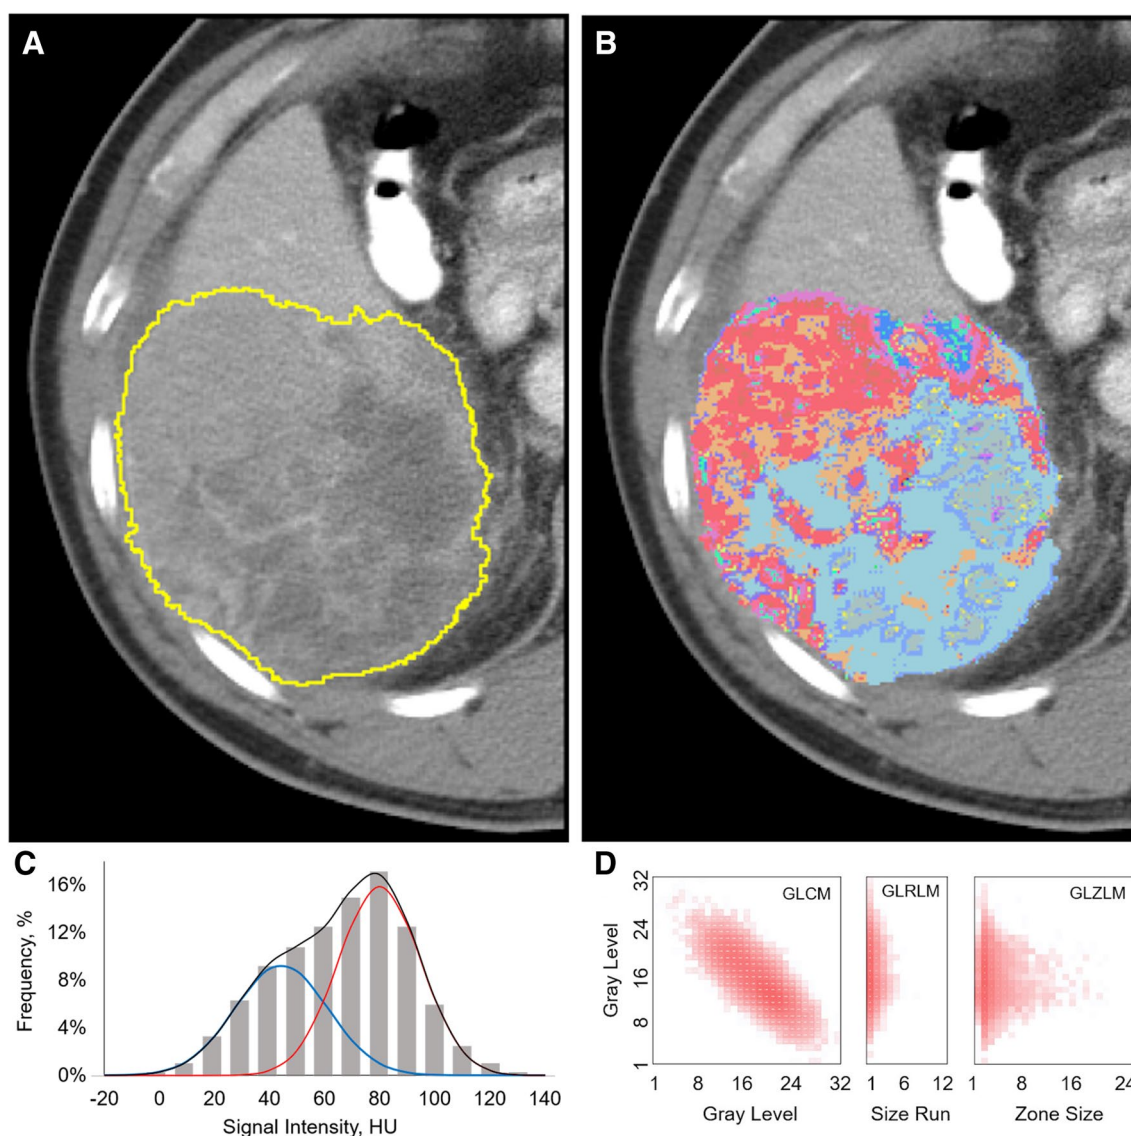 A
B
C
16%
12%
8%
4%
0%
Frequency, %
-20 0 20 40 60 80 100 120 140
Signal Intensity, HU
D
32
24
16
8
1
Gray Level
GLCM
GLRLM
GLZLM
1 8 16 24 32
1 6 12
1 8 16 24
Gray Level
Size Run
Zone Size